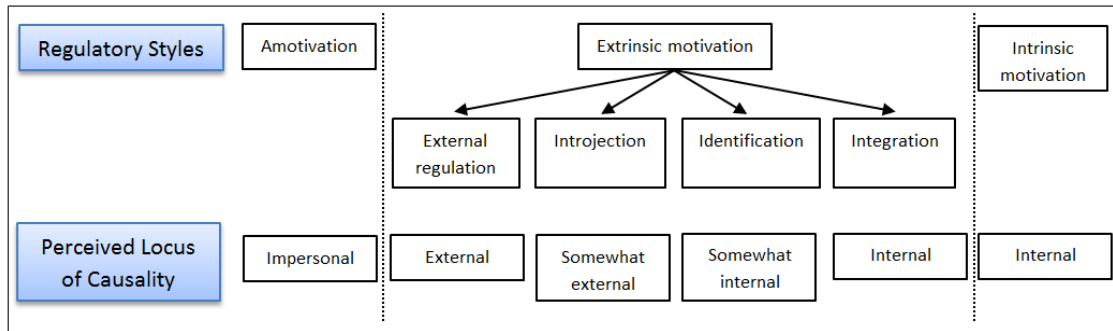 Regulatory Styles
Amotivation
Extrinsic motivation
Intrinsic
motivation
External
regulation
Introjection
Identification
Integration
Perceived Locus
of Causality
Impersonal
External
Somewhat
external
Somewhat
internal
Internal
Internal